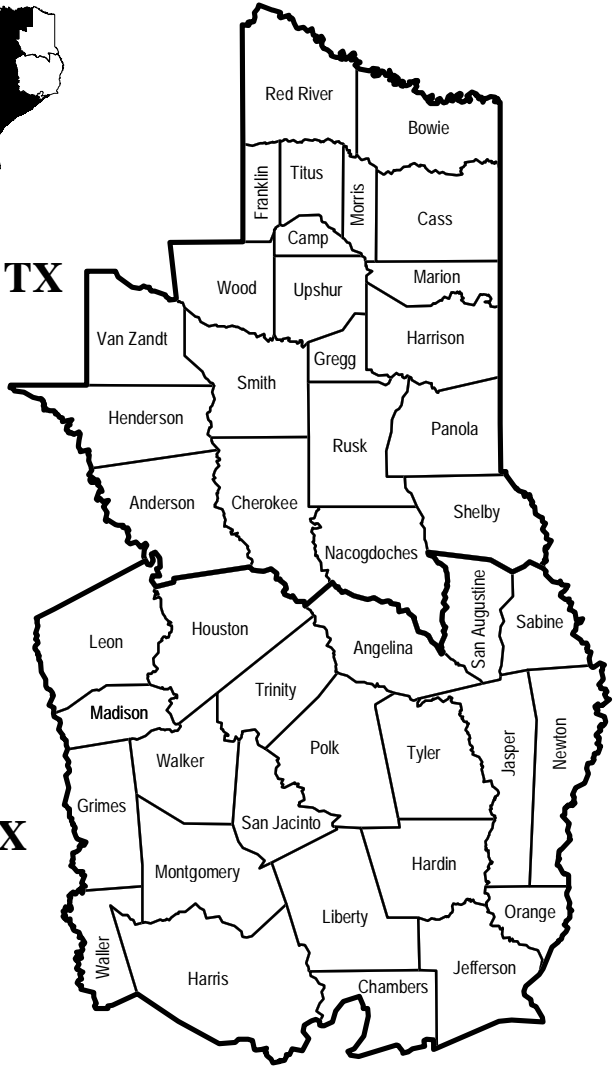 Red River
Bowie
Franklin
Titus
Morris
Cass
Camp
TX
Wood
Upshur
Marion
Van Zandt
Gregg
Harrison
Smith
Henderson
Rusk
Panola
Anderson
Cherokee
Shelby
Nacogdoches
San Augustine
Sabine
Leon
Houston
Angelina
Trinity
Madison
Polk
Tyler
Jasper
Newton
Walker
Grimes
X
San Jacinto
Montgomery
Hardin
Liberty
Orange
Waller
Harris
Chambers
Jefferson